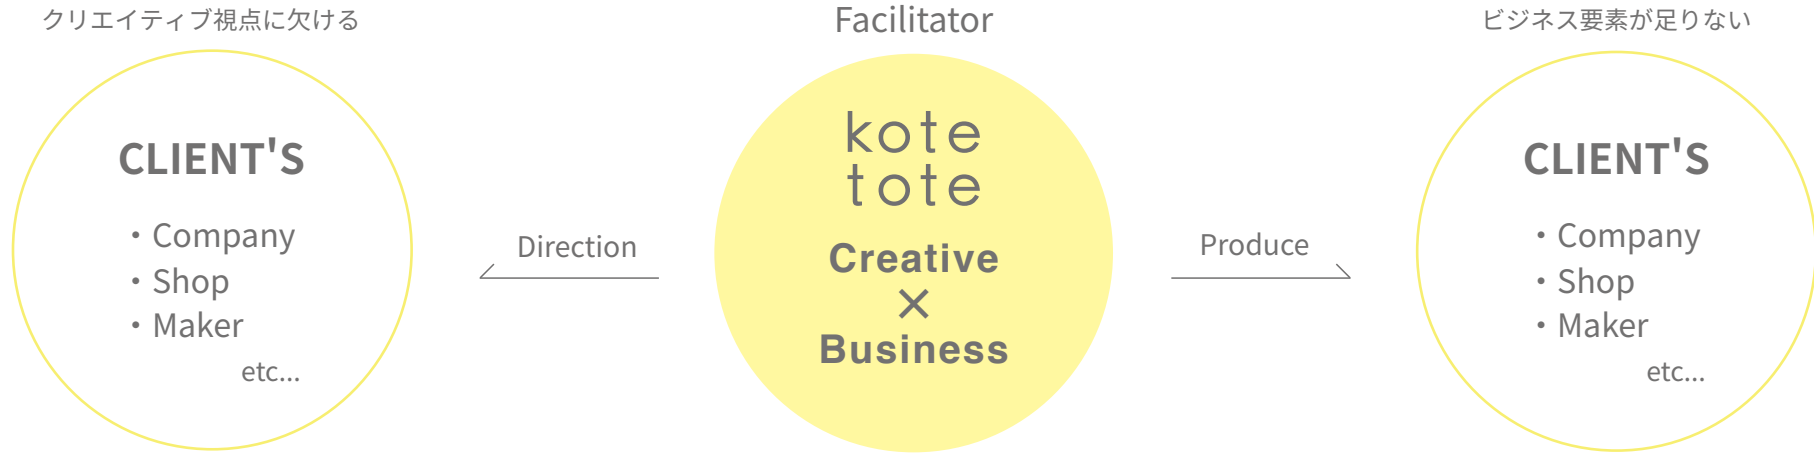 クリエイティブ視点に欠ける
CLIENT'S
・Company
・Shop
・Maker
etc...
Direction
Facilitator
kote
tote
Creative
×
Business
Produce
ビジネス要素が足りない
CLIENT'S
・Company
・Shop
・Maker
etc...